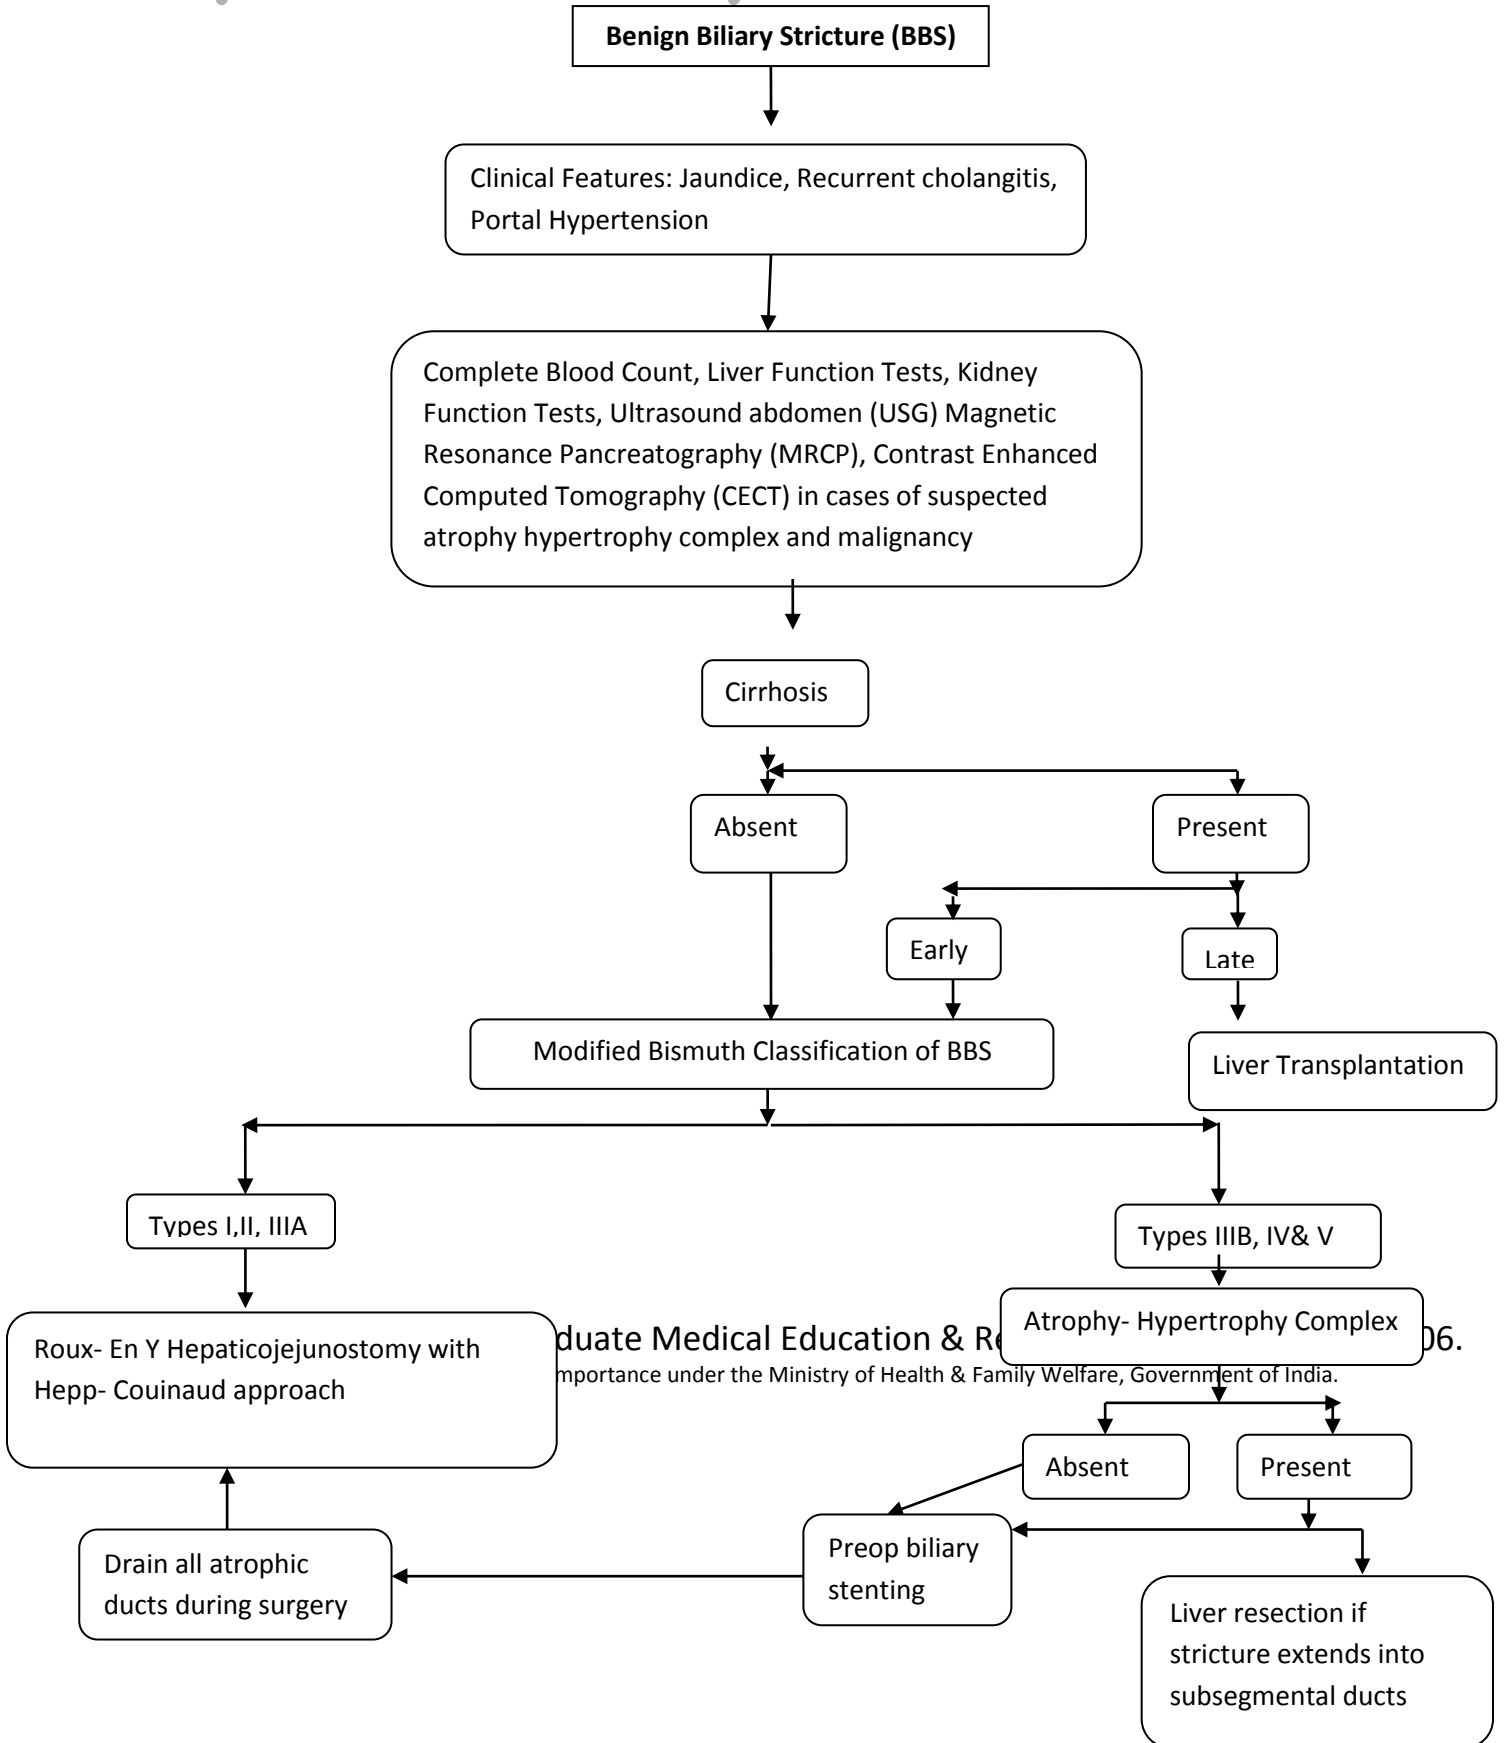 Benign Biliary Stricture (BBS)
Clinical Features: Jaundice, Recurrent cholangitis,
Portal Hypertension
Complete Blood Count, Liver Function Tests, Kidney
Function Tests, Ultrasound abdomen (USG) Magnetic
Resonance Pancreatography (MRCP), Contrast Enhanced
Computed Tomography (CECT) in cases of suspected
atrophy hypertrophy complex and malignancy
Cirrhosis
Absent
Present
Early
Late
Modified Bismuth Classification of BBS
Liver Transplantation
Types I,II, IIIA
Types IIIB, IV& V
Roux- En Y Hepaticojejunostomy with
Hepp- Couinaud approach
duate Medical Education & R
06.
mportance under the Ministry of Health & Family Welfare, Government of India.
Atrophy- Hypertrophy Complex
Absent
Present
Preop biliary
stenting
Drain all atrophic
ducts during surgery
Liver resection if
stricture extends into
subsegmental ducts